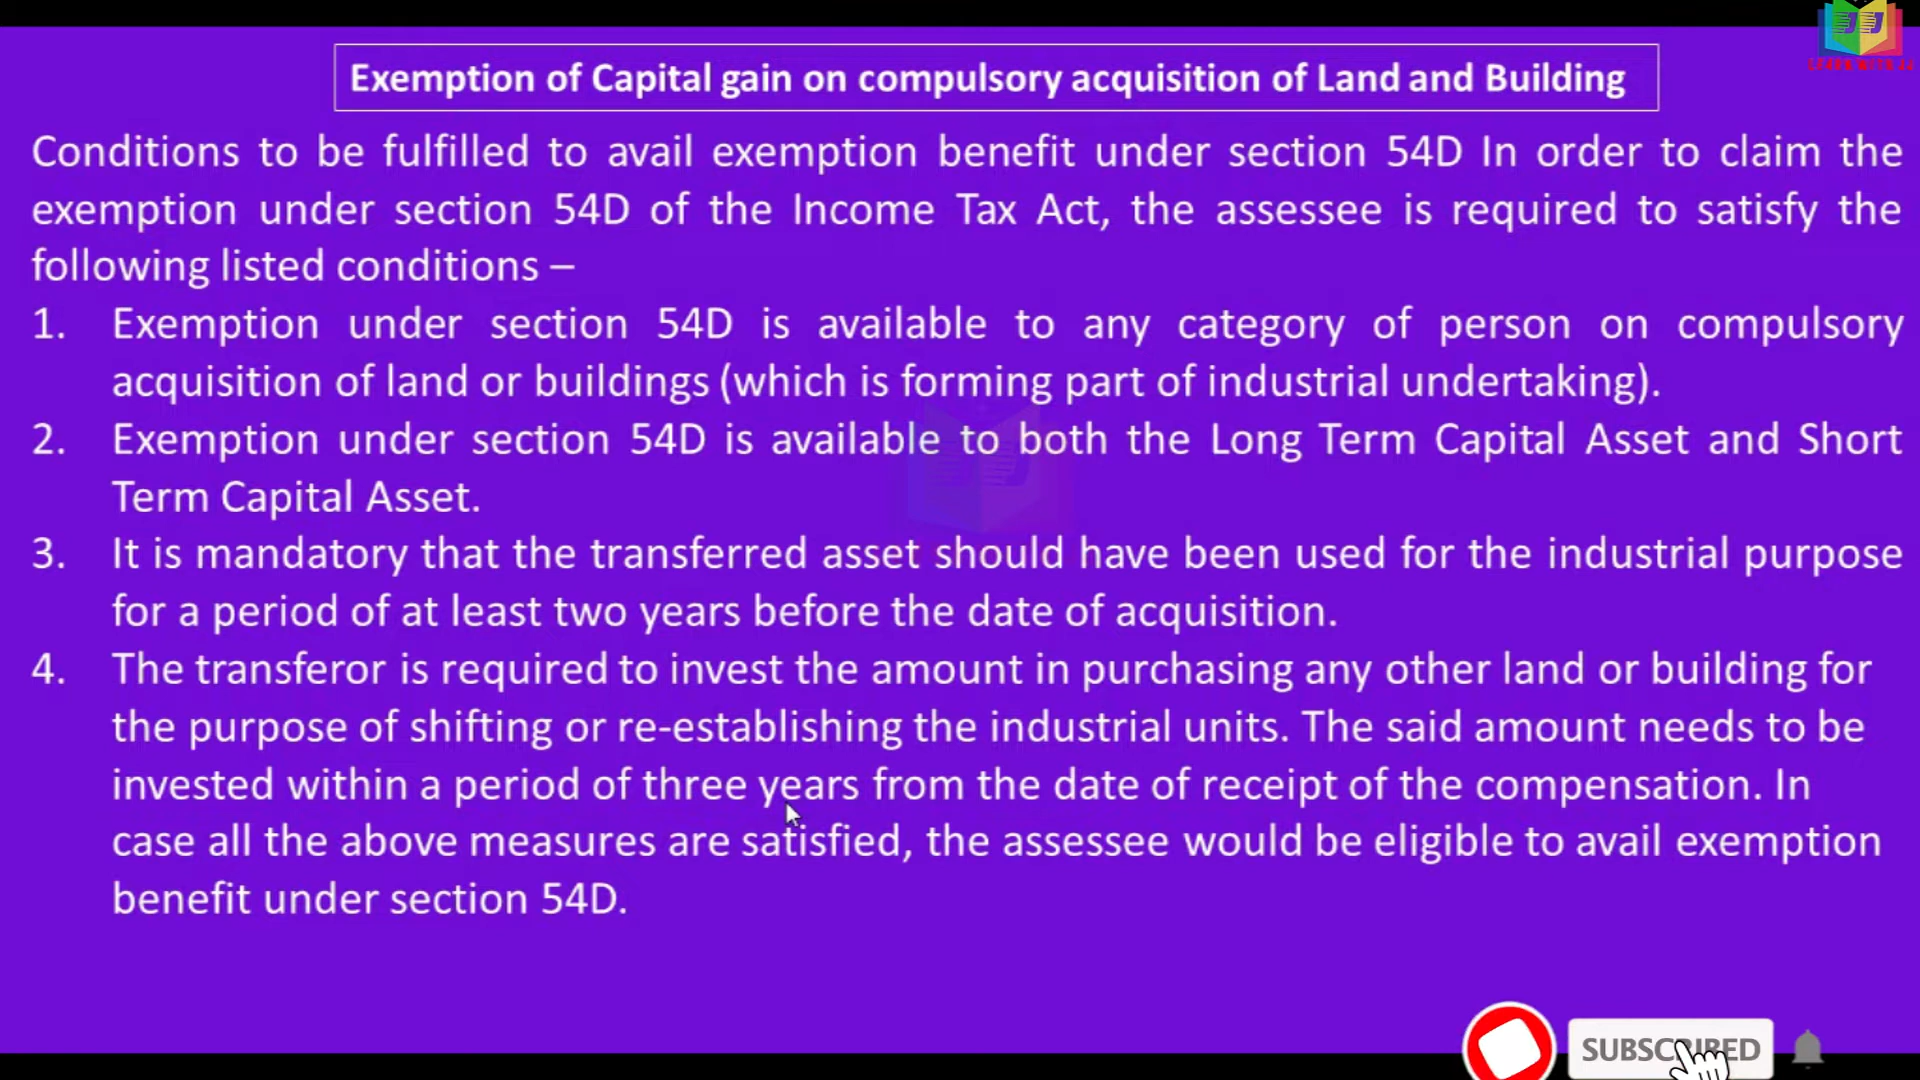 Exemption of Capital gain on compulsory acquisition of Land and Building
Conditions to be fulfilled to avail exemption benefit under section 54D In order to claim the
exemption under section 54D of the Income Tax Act, the assessee is required to satisfy the
following listed conditions –
1. Exemption under section 54D is available to any category of person on compulsory
acquisition of land or buildings (which is forming part of industrial undertaking).
2. Exemption under section 54D is available to both the Long Term Capital Asset and Short
Term Capital Asset.
3. It is mandatory that the transferred asset should have been used for the industrial purpose
for a period of at least two years before the date of acquisition.
4. The transferor is required to invest the amount in purchasing any other land or building for
the purpose of shifting or re-establishing the industrial units. The said amount needs to be
invested within a period of three years from the date of receipt of the compensation. In
case all the above measures are satisfied, the assessee would be eligible to avail exemption
benefit under section 54D.
SUBSCRIBED